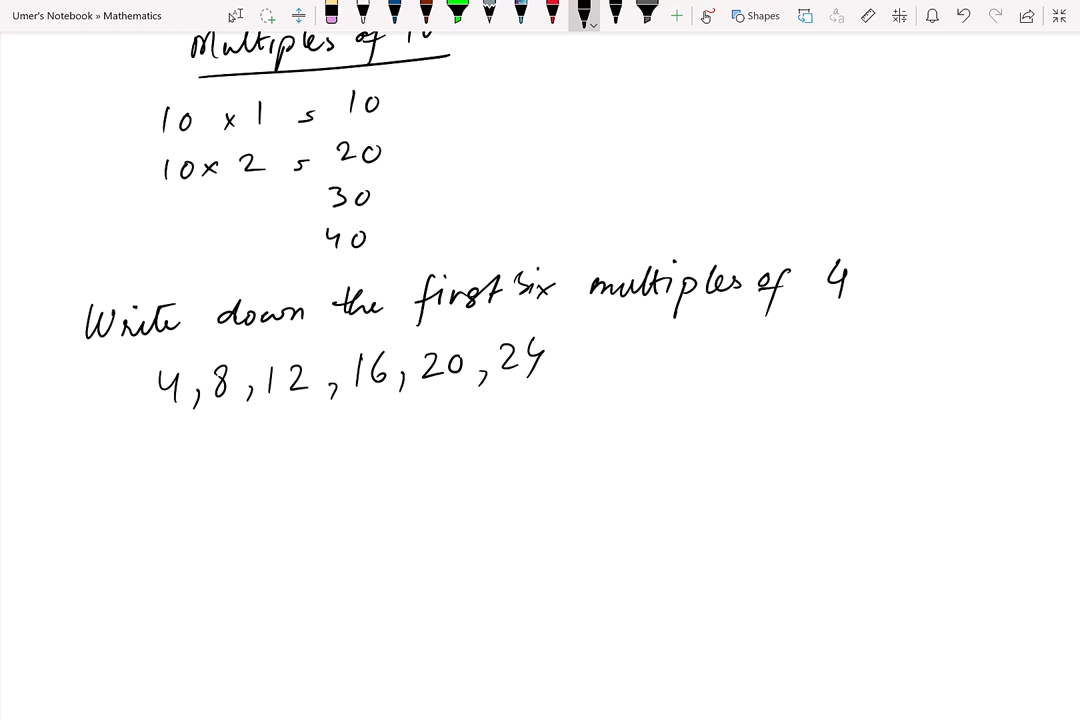 Umer's Notebook » Mathematics
Shapes
Multiples of 10
10 x 1 = 10
10 x 2 = 20
30
40
Write down the first six multiples of 4
4, 8, 12, 16, 20, 24